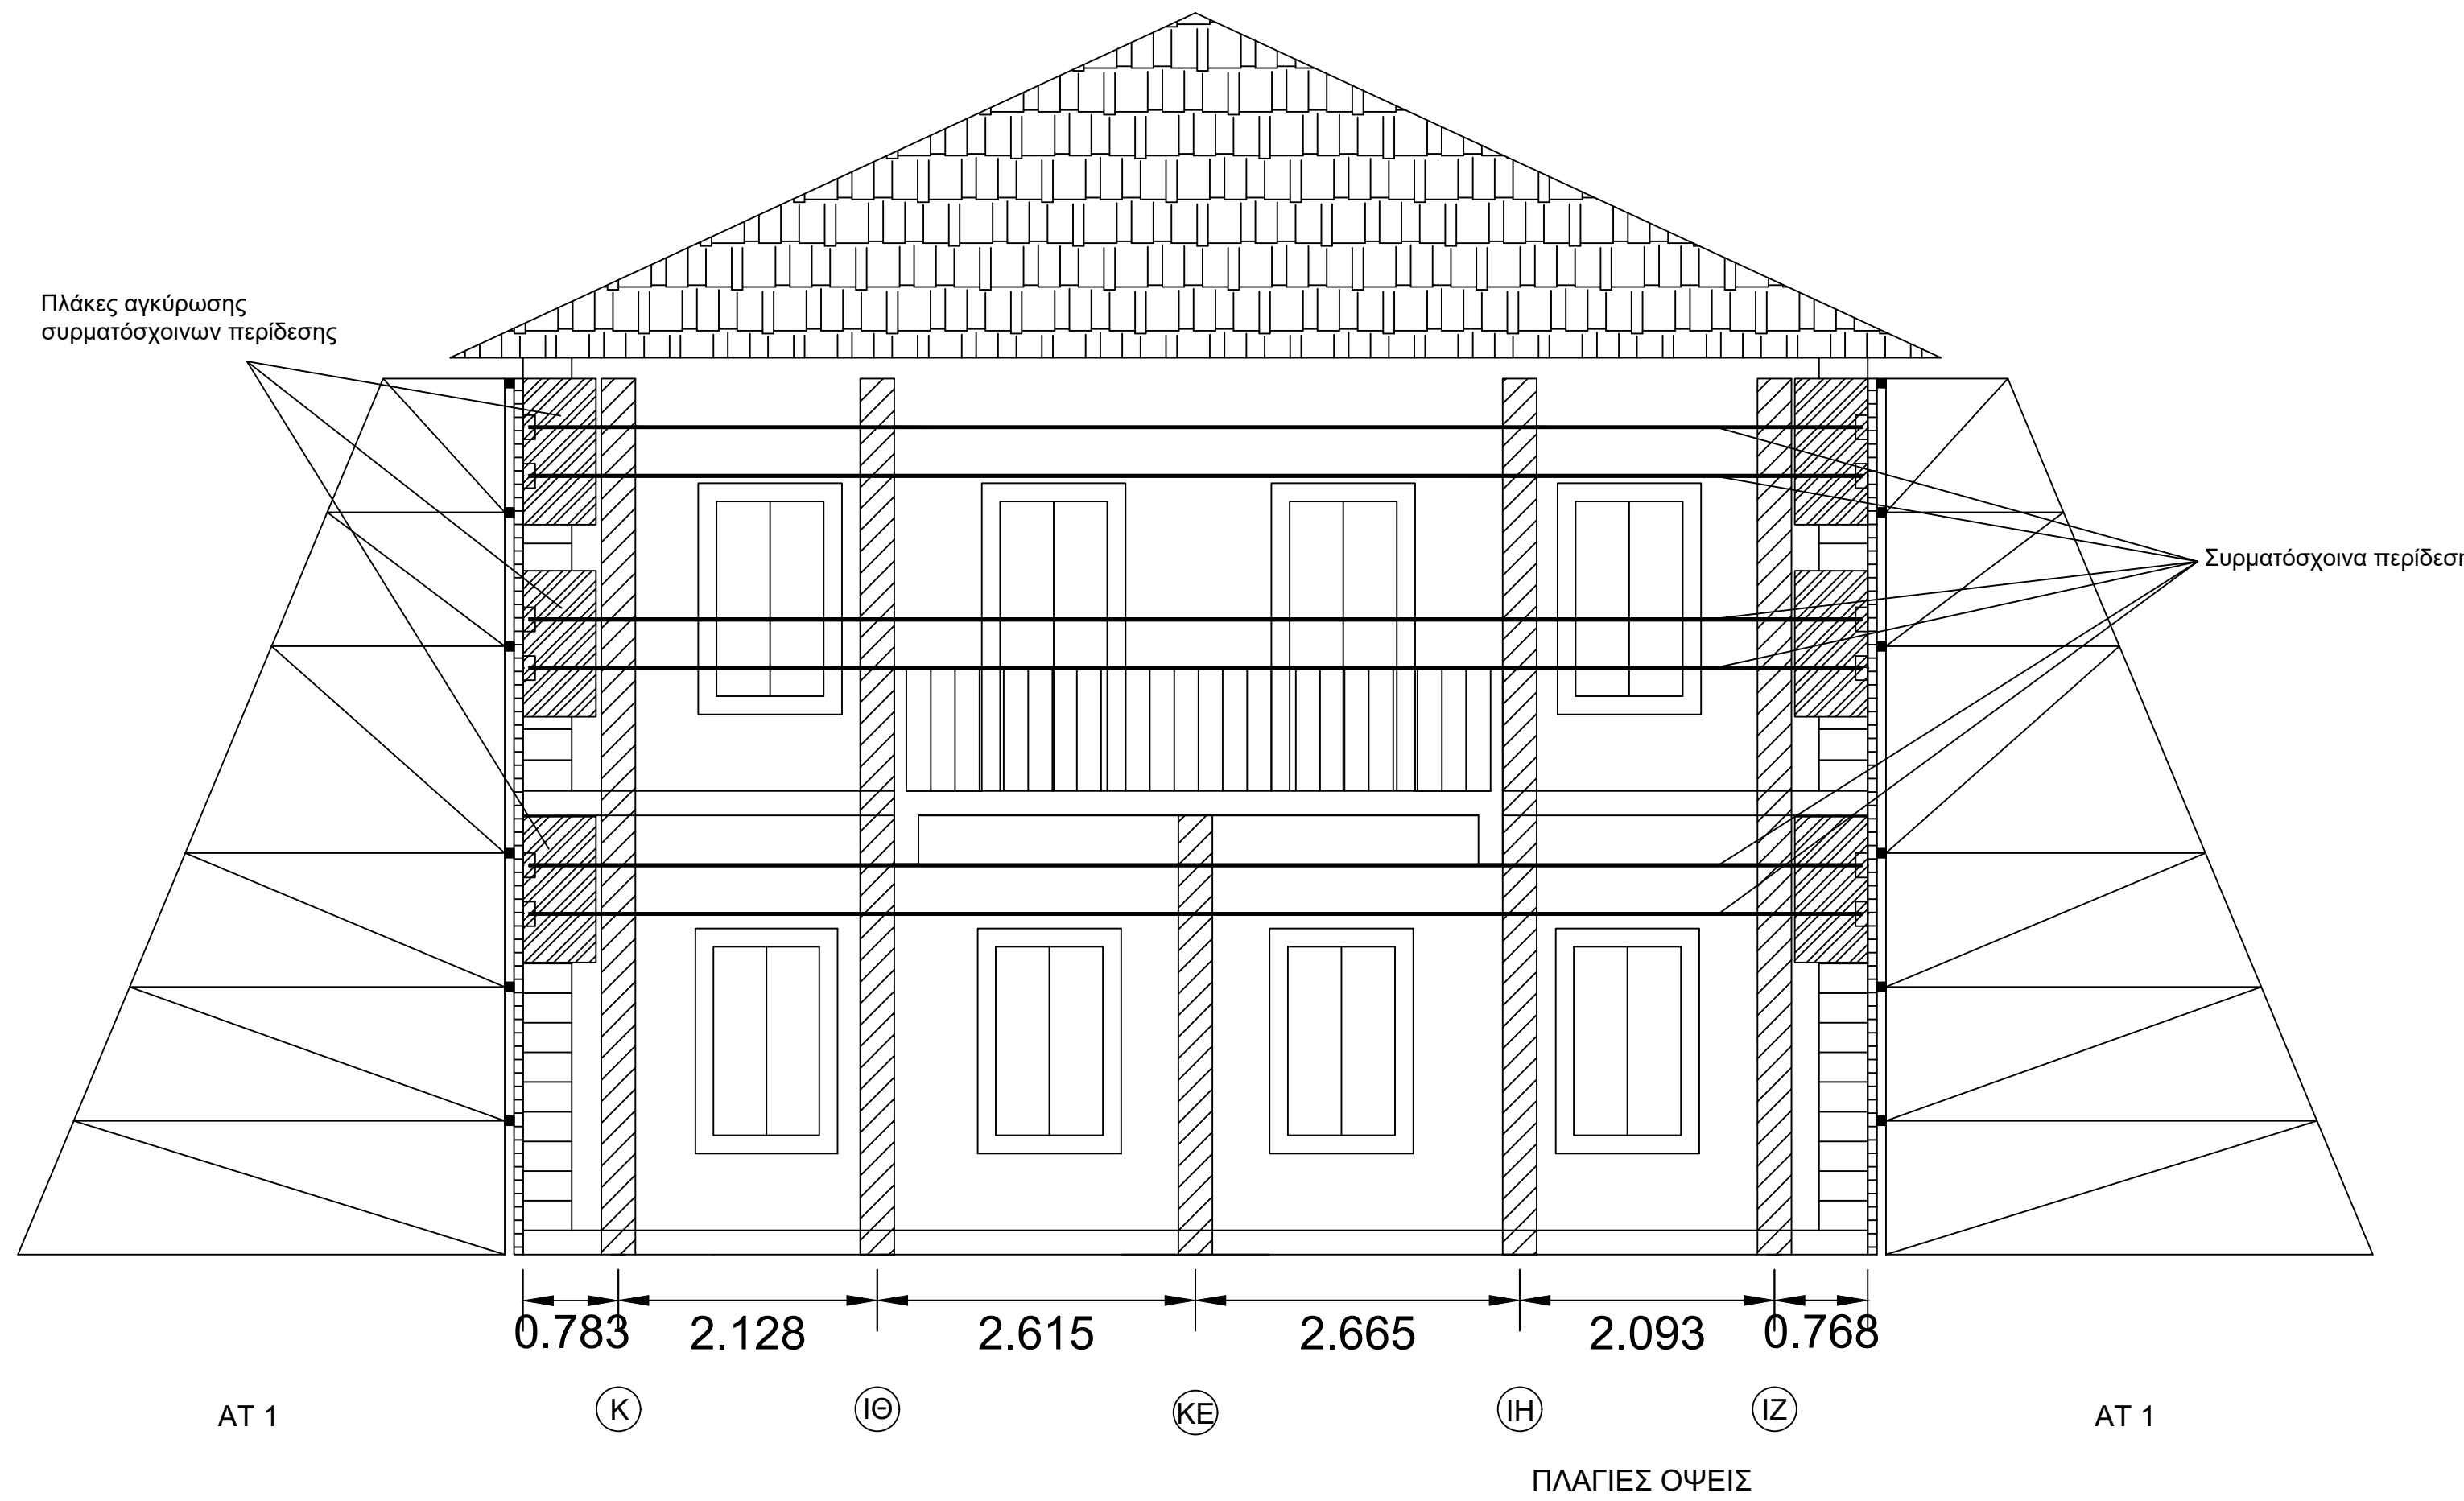 Πλάκες αγκύρωσης
συρματόσχοινων περίδεσης
Συρματόσχοινα περίδεση
0.783 2.128 2.615 2.665 2.093 0.768
ΑΤ 1 Κ ΙΘ ΚΕ ΙΗ ΙΖ ΑΤ 1
ΠΛΑΓΙΕΣ ΟΨΕΙΣ